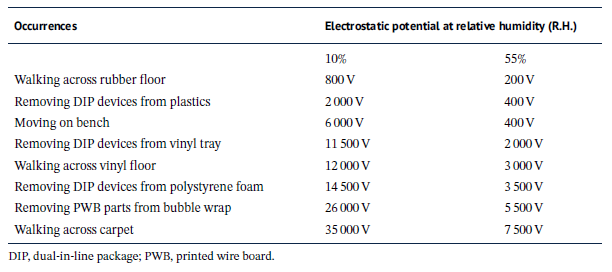 Occurrences Electrostatic potential at relative humidity (R.H.)
10% 55%
Walking across rubber floor 800 V 200 V
Removing DIP devices from plastics 2 000 V 400 V
Moving on bench 6 000 V 400 V
Removing DIP devices from vinyl tray 11 500 V 2 000 V
Walking across vinyl floor 12 000 V 3 000 V
Removing DIP devices from polystyrene foam 14 500 V 3 500 V
Removing PWB parts from bubble wrap 26 000 V 5 500 V
Walking across carpet 35 000 V 7 500 V
DIP, dual-in-line package; PWB, printed wire board.